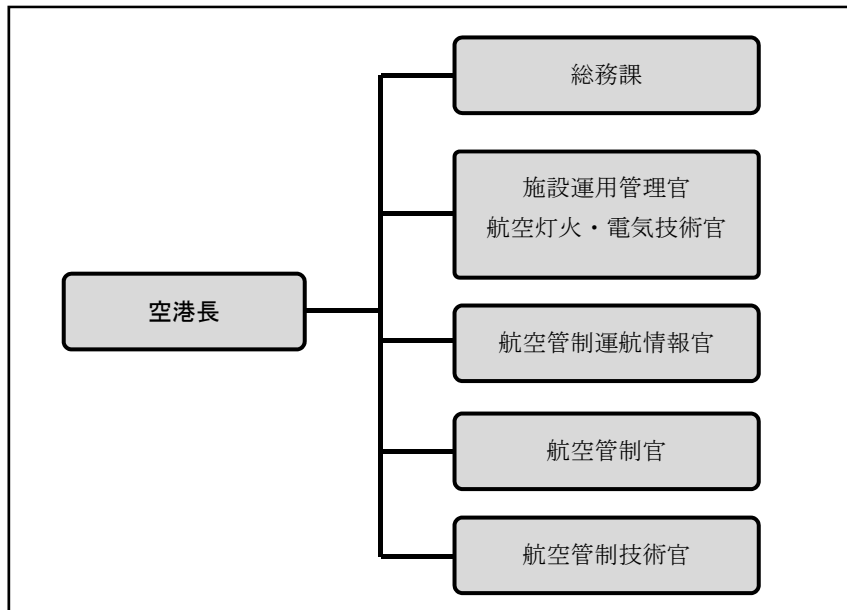 総務課
施設運用管理官
航空灯火・電気技術官
空港長
航空管制運航情報官
航空管制官
航空管制技術官